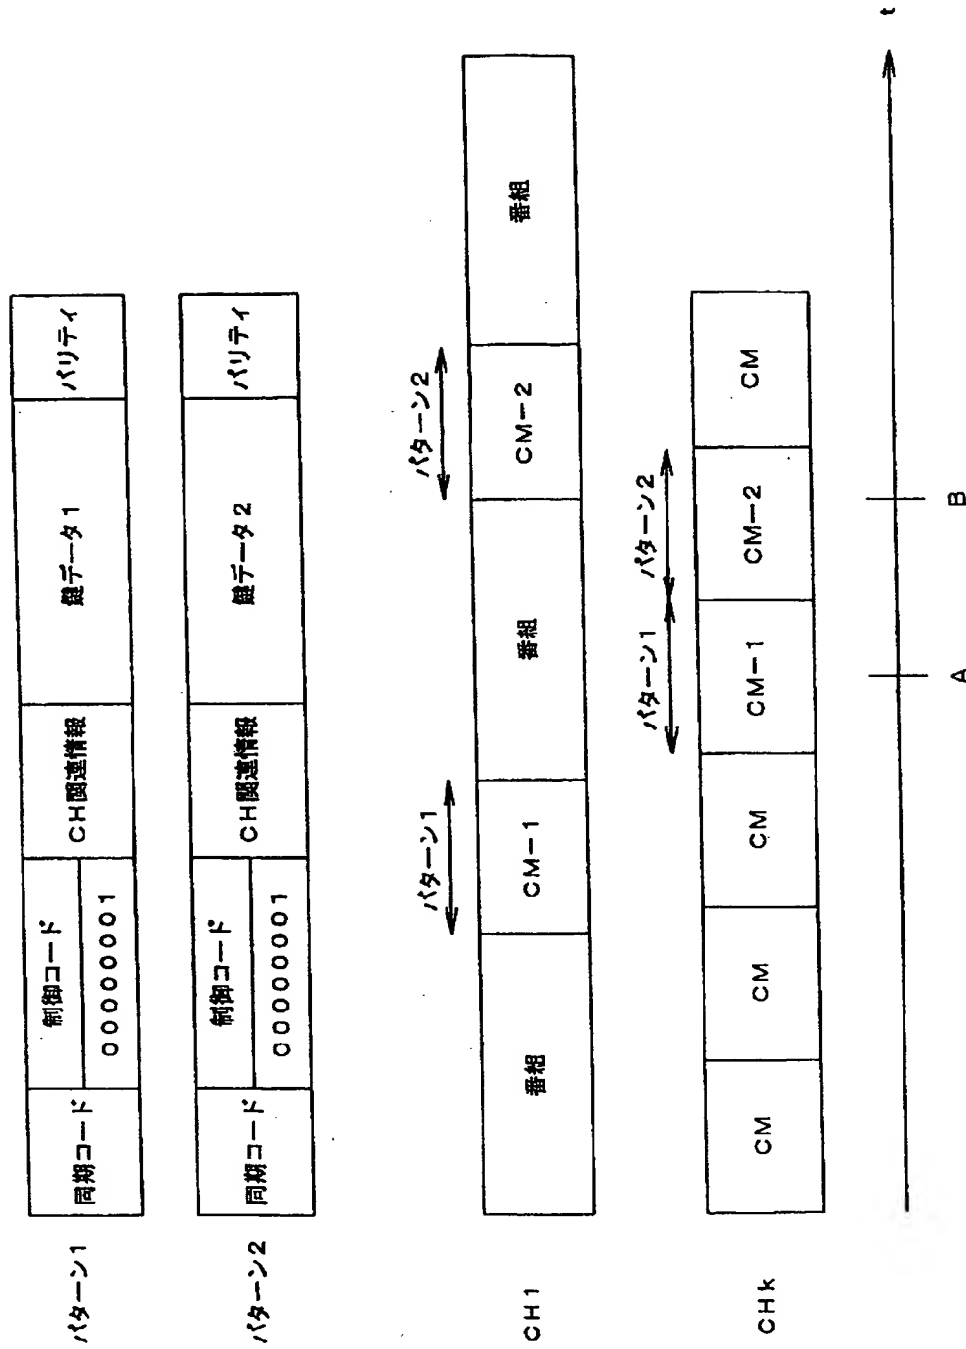 パターン1
同期コード
制御コード
00000001
CH関連情報
鍵データ1
パリティ
パターン2
同期コード
制御コード
00000001
CH関連情報
鍵データ2
パリティ
パターン1
パターン2
CH1
番組
CM-1
番組
CM-2
番組
パターン1
パターン2
CHk
CM
CM
CM
CM-1
CM-2
CM
A
B
t